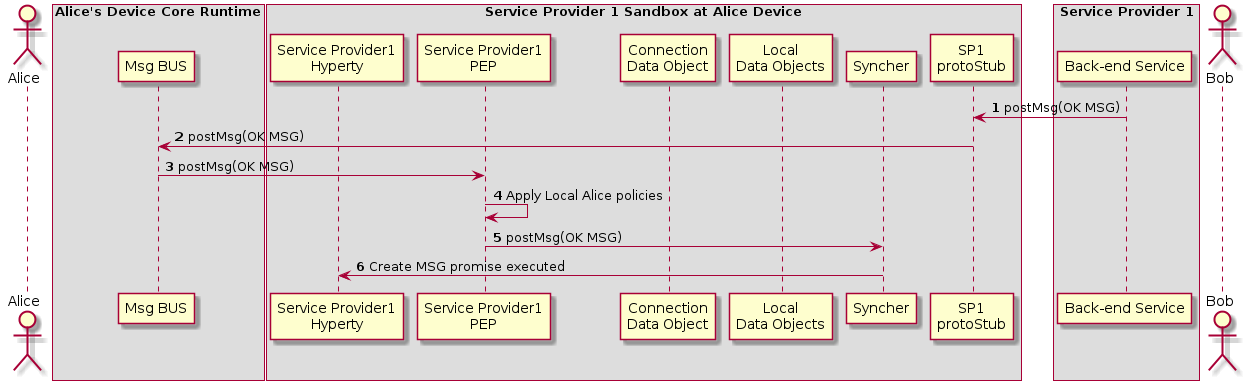 Alice's Device Core Runtime
Service Provider 1 Sandbox at Alice Device
Service Provider 1
Alice
Msg BUS
Service Provider1
Hyperty
Service Provider1
PEP
Connection
Data Object
Local
Data Objects
Syncher
SP1
protoStub
Back-end Service
Bob
1 postMsg(OK MSG)
2 postMsg(OK MSG)
3 postMsg(OK MSG)
4 Apply Local Alice policies
5 postMsg(OK MSG)
6 Create MSG promise executed
Alice
Msg BUS
Service Provider1
Hyperty
Service Provider1
PEP
Connection
Data Object
Local
Data Objects
Syncher
SP1
protoStub
Back-end Service
Bob